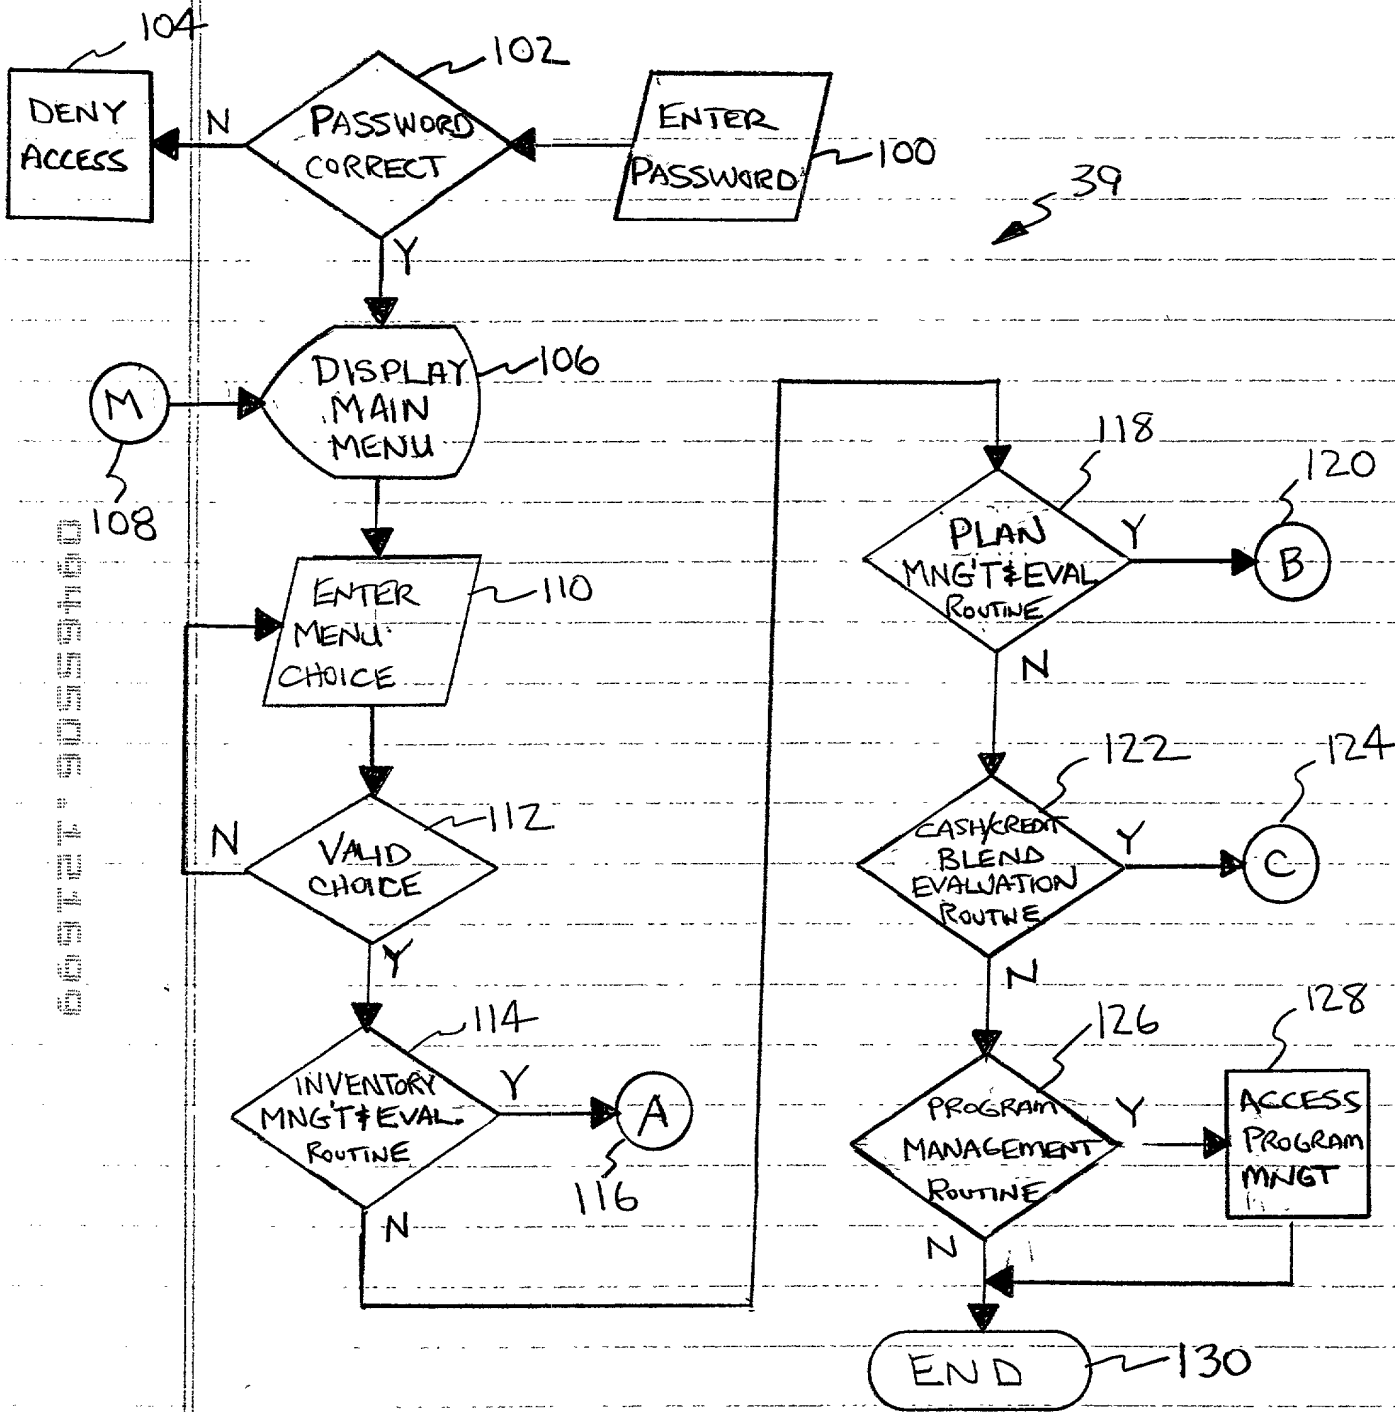 104
DENY
ACCESS
N
102
PASSWORD
CORRECT
ENTER
PASSWORD
100
39
Y
M
108
DISPLAY
MAIN
MENU
106
ENTER
MENU
CHOICE
110
VALID
CHOICE
112
N
Y
INVENTORY
MNG'T & EVAL.
ROUTINE
114
Y
A
116
N
PLAN
MNG'T & EVAL
ROUTINE
118
Y
B
120
N
CASH/CREDIT
BLEND
EVALUATION
ROUTINE
122
Y
C
124
N
PROGRAM
MANAGEMENT
ROUTINE
126
Y
ACCESS
PROGRAM
MNGT
128
N
END
130